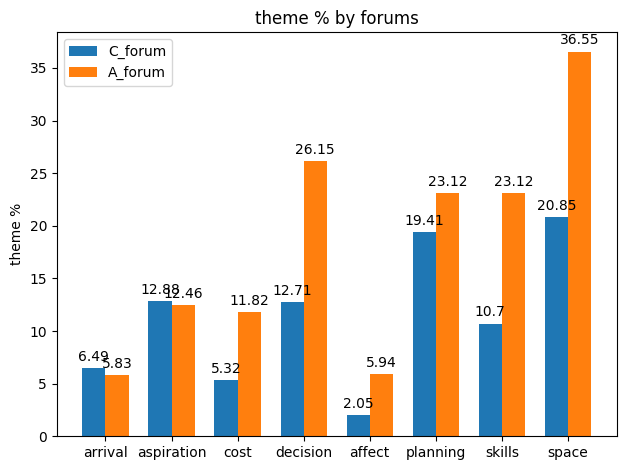 theme % by forums
C_forum
A_forum
theme %
35
30
25
20
15
10
5
0
6.49
5.83
12.88
12.46
5.32
11.82
12.71
26.15
2.05
5.94
19.41
23.12
10.7
23.12
20.85
36.55
arrival
aspiration
cost
decision
affect
planning
skills
space